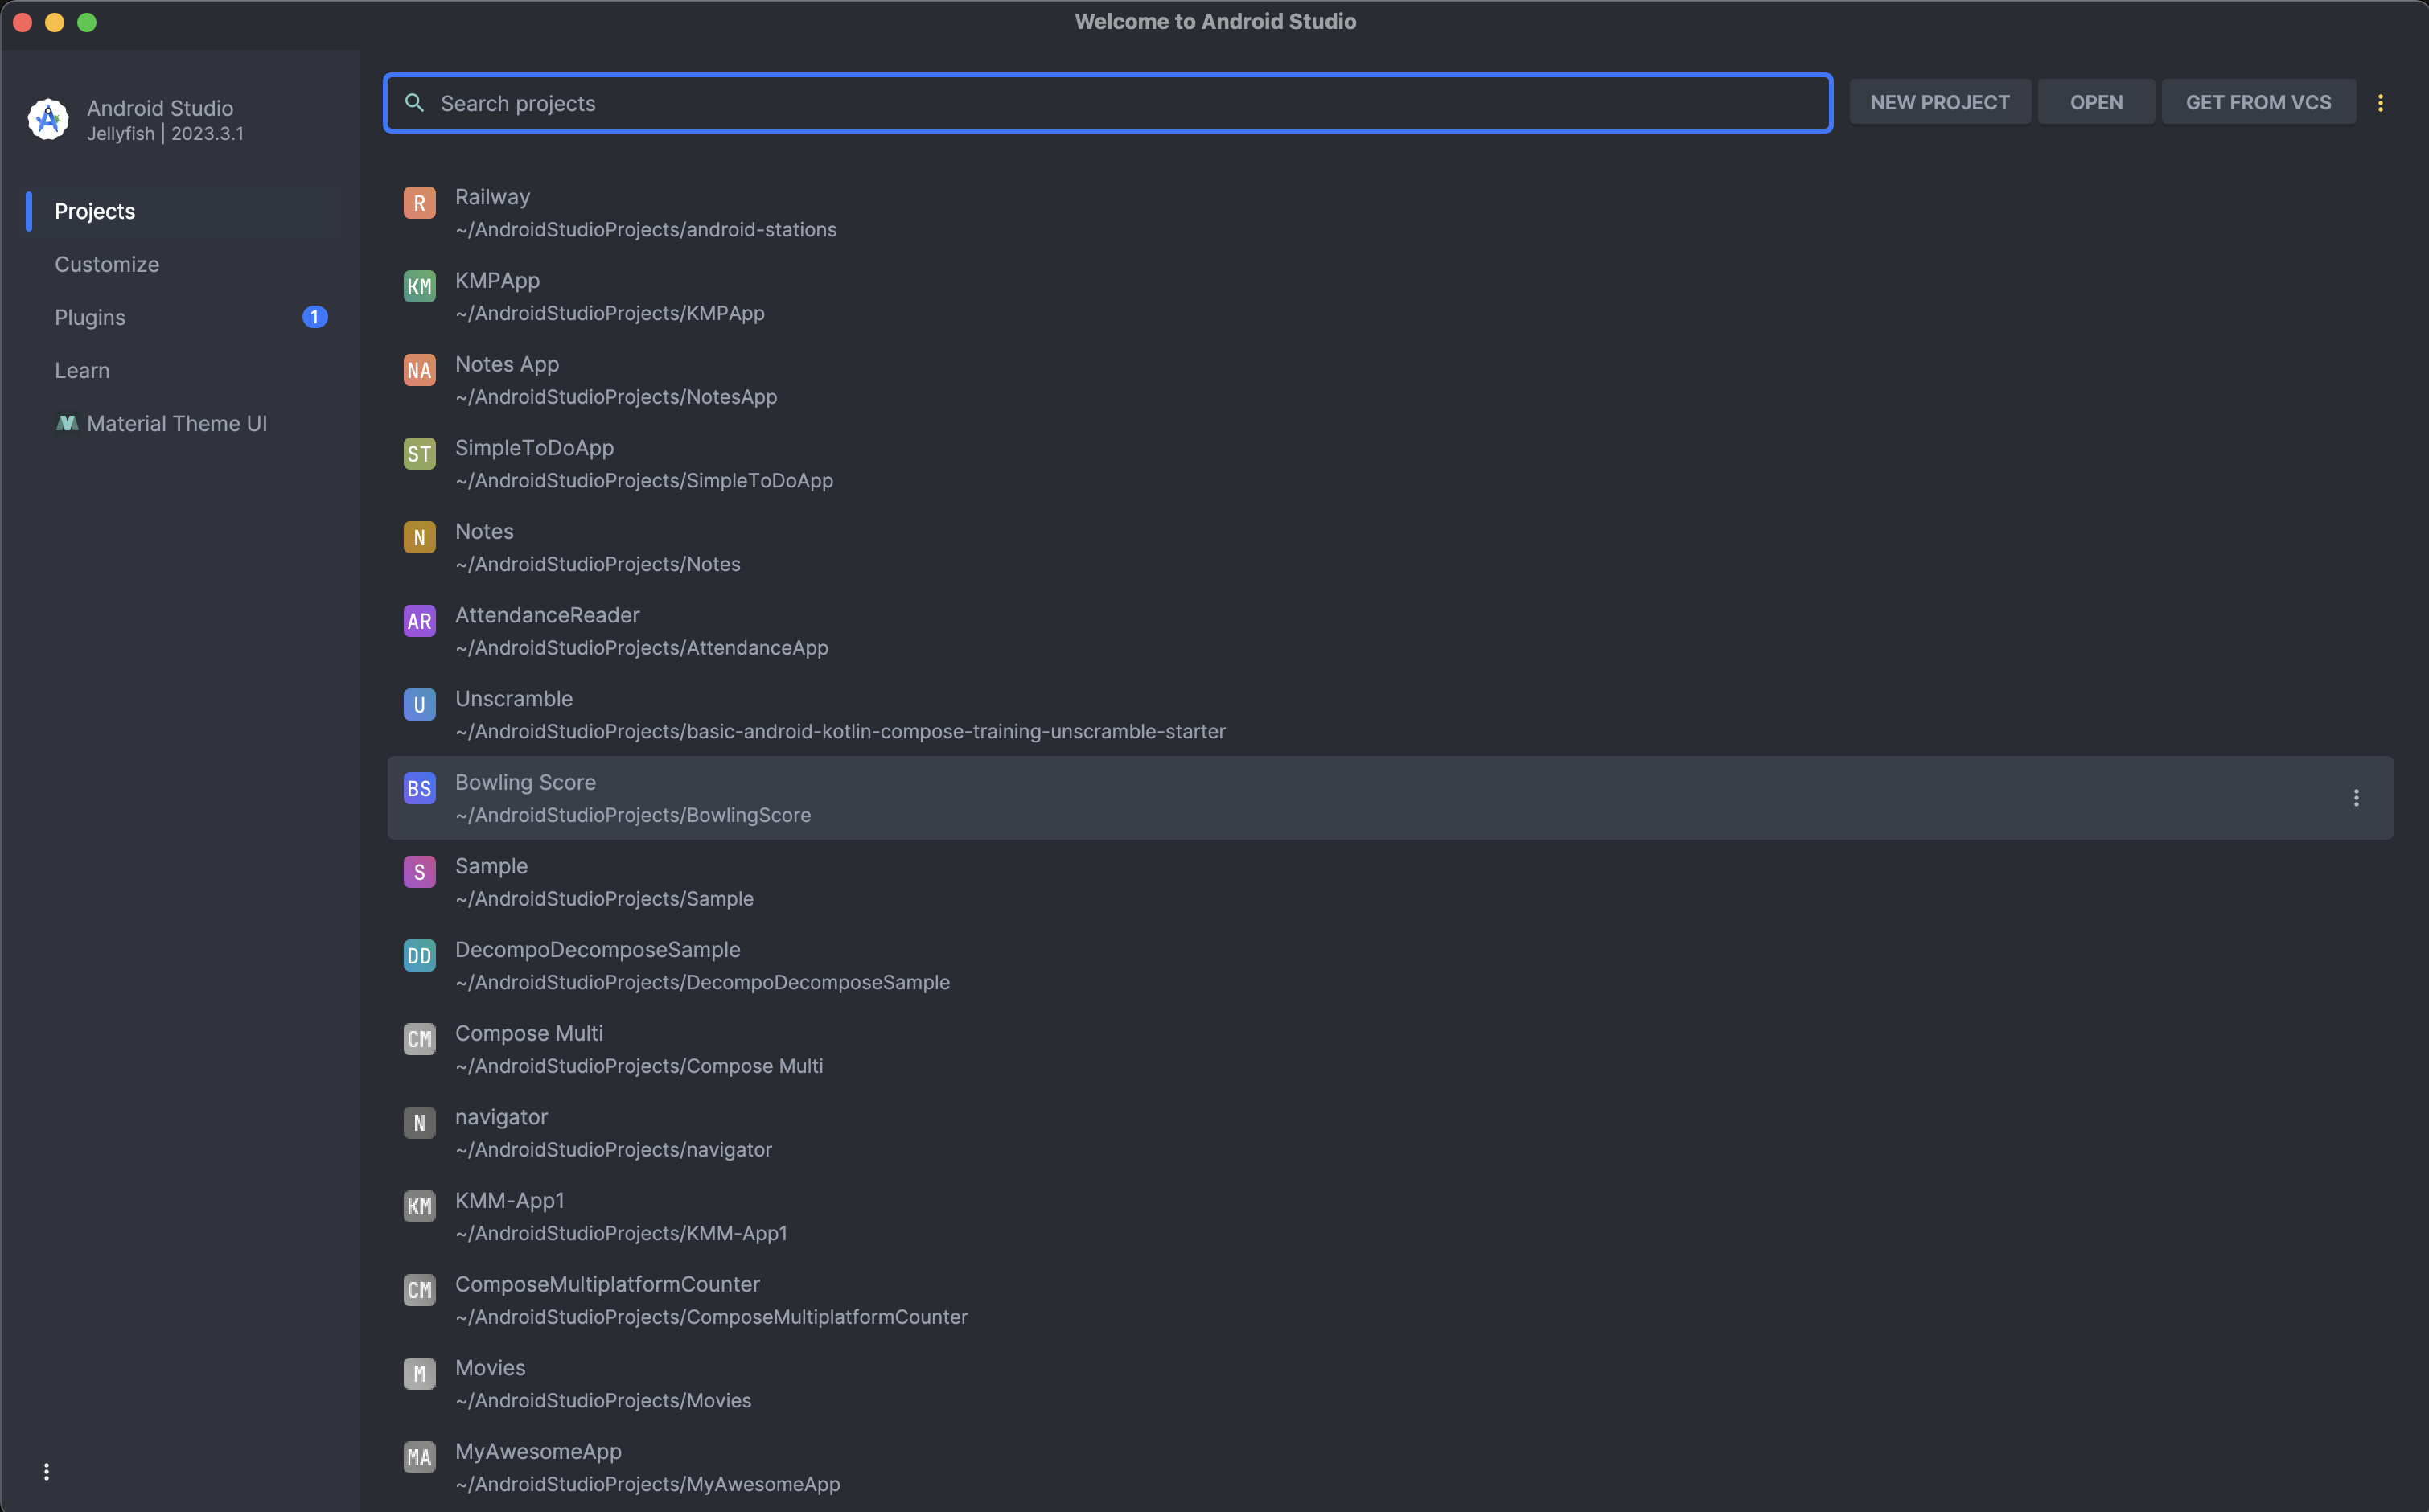 Welcome to Android Studio
Android Studio
Jellyfish | 2023.3.1
Projects
Customize
Plugins 1
Learn
Material Theme UI
Search projects
NEW PROJECT
OPEN
GET FROM VCS
R Railway
~/AndroidStudioProjects/android-stations
KM KMPApp
~/AndroidStudioProjects/KMPApp
NA Notes App
~/AndroidStudioProjects/NotesApp
ST SimpleToDoApp
~/AndroidStudioProjects/SimpleToDoApp
N Notes
~/AndroidStudioProjects/Notes
AR AttendanceReader
~/AndroidStudioProjects/AttendanceApp
U Unscramble
~/AndroidStudioProjects/basic-android-kotlin-compose-training-unscramble-starter
BS Bowling Score
~/AndroidStudioProjects/BowlingScore
S Sample
~/AndroidStudioProjects/Sample
DD DecompoDecomposeSample
~/AndroidStudioProjects/DecompoDecomposeSample
CM Compose Multi
~/AndroidStudioProjects/Compose Multi
N navigator
~/AndroidStudioProjects/navigator
KM KMM-App1
~/AndroidStudioProjects/KMM-App1
CM ComposeMultiplatformCounter
~/AndroidStudioProjects/ComposeMultiplatformCounter
M Movies
~/AndroidStudioProjects/Movies
MA MyAwesomeApp
~/AndroidStudioProjects/MyAwesomeApp